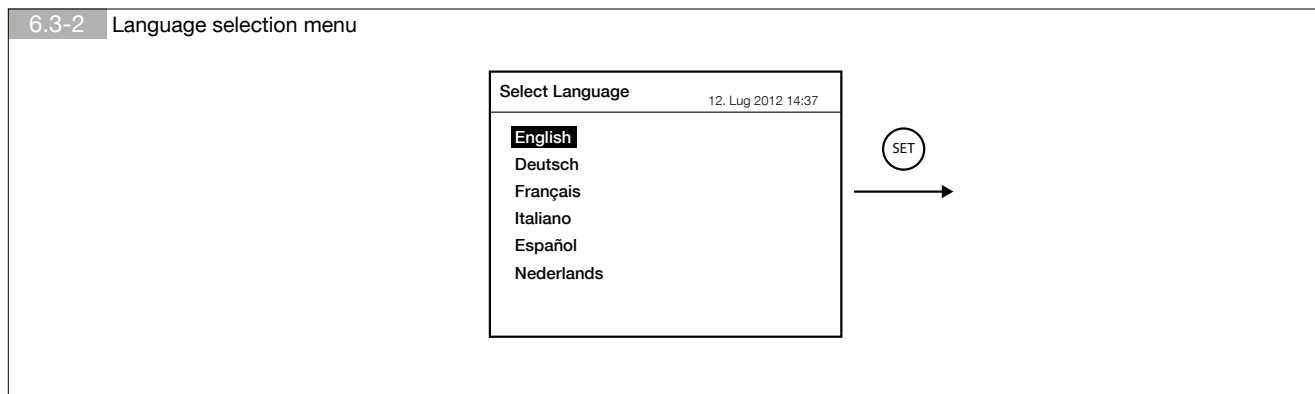 6.3-2 Language selection menu
Select Language 12. Lug 2012 14:37
English
Deutsch
Français
Italiano
Español
Nederlands
SET